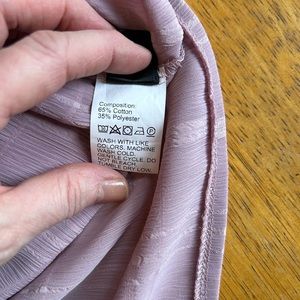 Composition:
65% Cotton
35% Polyester
WASH WITH LIKE
COLORS. MACHINE
WASH COLD.
GENTLE CYCLE. DO
NOT BLEACH.
TUMBLE DRY LOW.